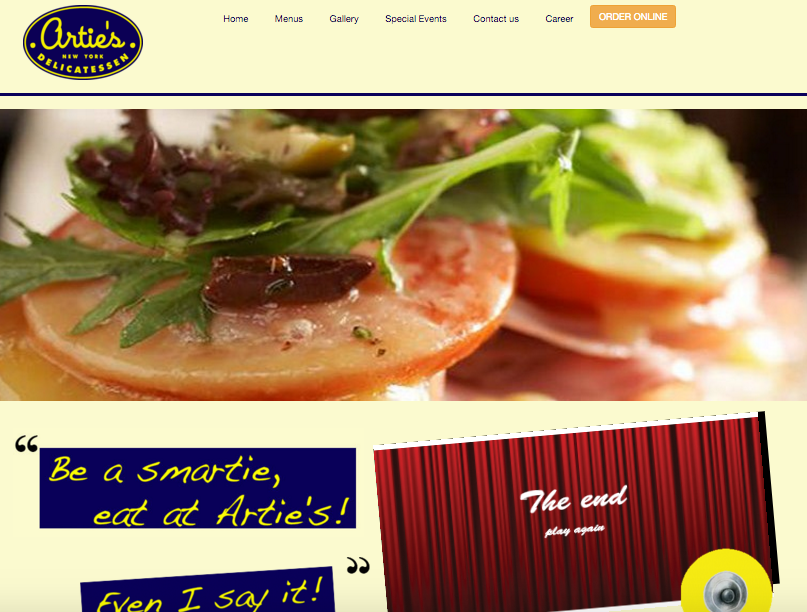 Artie's
NEW YORK
DELICATESSEN
Home Menus Gallery Special Events Contact us Career ORDER ONLINE
“ Be a smartie,
eat at Artie's!
Even I say it! ”
The end
play again